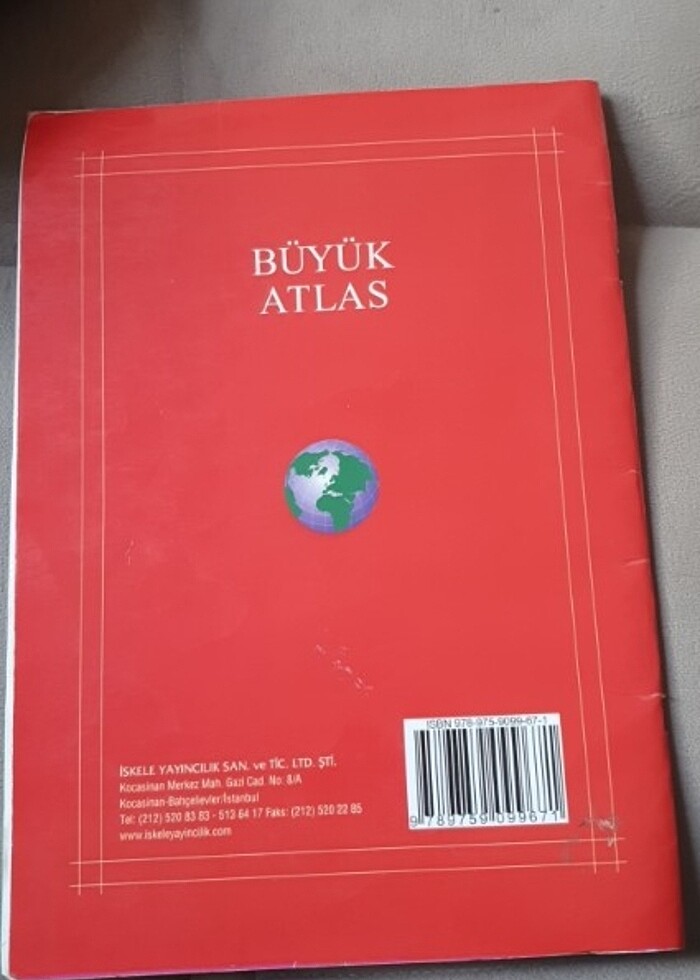 BÜYÜK
ATLAS
ISBN 978-975-9099-67-1
9 789759 099671
İSKELE YAYINCILIK SAN. ve TİC. LTD. ŞTİ.
Kocasinan Merkez Mah. Gazi Cad. No: 8/A
Kocasinan-Bahçelievler/İstanbul
Tel: (212) 520 83 83 - 513 64 17 Faks: (212) 520 22 85
www.iskeleyayincilik.com